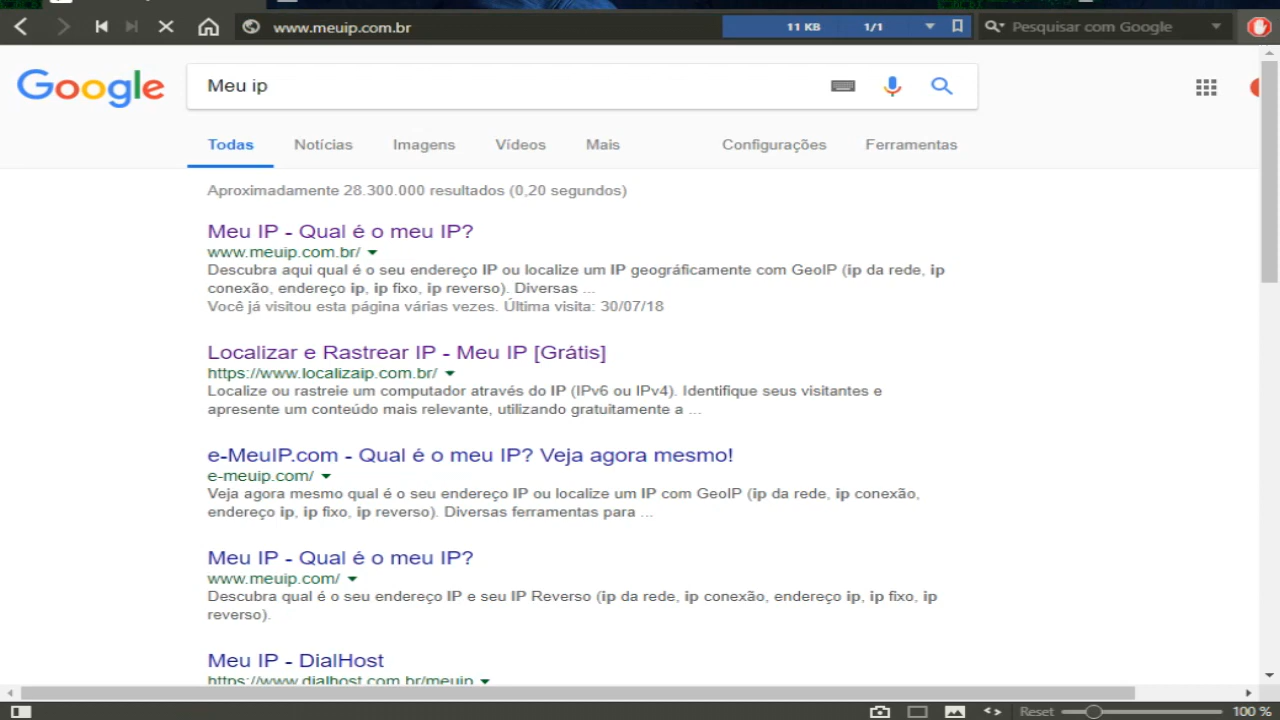 www.meuip.com.br 11 KB 1/1 Pesquisar com Google
Google Meu ip
Todas Notícias Imagens Vídeos Mais Configurações Ferramentas
Aproximadamente 28.300.000 resultados (0,20 segundos)
Meu IP - Qual é o meu IP?
www.meuip.com.br/
Descubra aqui qual é o seu endereço IP ou localize um IP geográficamente com GeoIP (ip da rede, ip
conexão, endereço ip, ip fixo, ip reverso). Diversas ...
Você já visitou esta página várias vezes. Última visita: 30/07/18
Localizar e Rastrear IP - Meu IP [Grátis]
https://www.localizaip.com.br/
Localize ou rastreie um computador através do IP (IPv6 ou IPv4). Identifique seus visitantes e
apresente um conteúdo mais relevante, utilizando gratuitamente a ...
e-MeuIP.com - Qual é o meu IP? Veja agora mesmo!
e-meuip.com/
Veja agora mesmo qual é o seu endereço IP ou localize um IP com GeoIP (ip da rede, ip conexão,
endereço ip, ip fixo, ip reverso). Diversas ferramentas para ...
Meu IP - Qual é o meu IP?
www.meuip.com/
Descubra qual é o seu endereço IP e seu IP Reverso (ip da rede, ip conexão, endereço ip, ip fixo, ip
reverso).
Meu IP - DialHost
https://www.dialhost.com.br/meuip
Reset 100 %